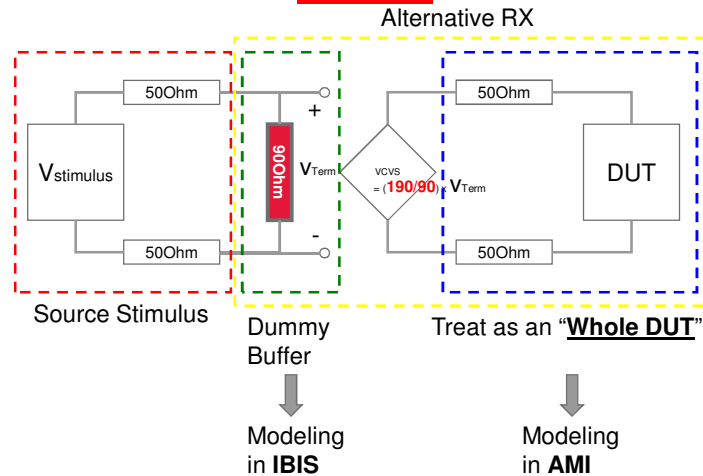 Alternative RX
50Ohm
50Ohm
+
Vstimulus
90Ohm
VTerm
VCVS
= (190/90) x VTerm
DUT
-
50Ohm
50Ohm
Source Stimulus
Dummy
Buffer
Treat as an “Whole DUT”
Modeling
in IBIS
Modeling
in AMI